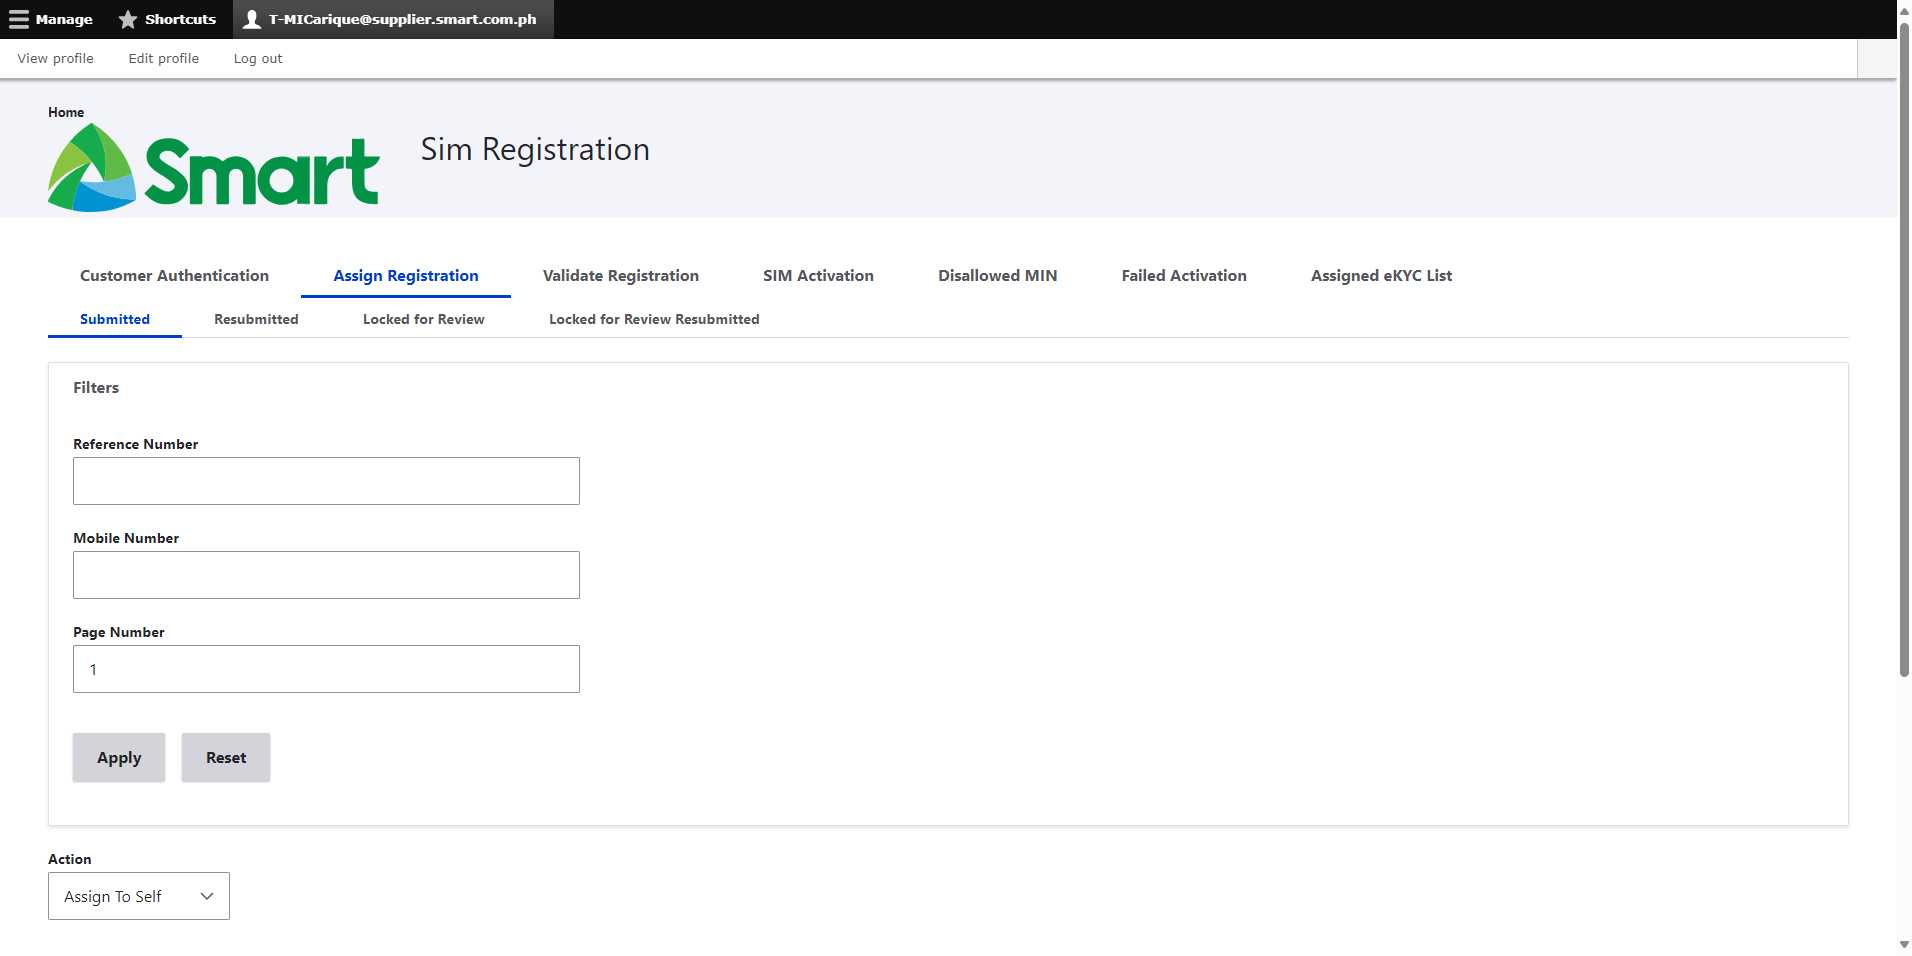 Manage Shortcuts T-MICarique@supplier.smart.com.ph
View profile Edit profile Log out
Home
Smart
Sim Registration
Customer Authentication Assign Registration Validate Registration SIM Activation Disallowed MIN Failed Activation Assigned eKYC List
Submitted Resubmitted Locked for Review Locked for Review Resubmitted
Filters
Reference Number
Mobile Number
Page Number
1
Apply Reset
Action
Assign To Self